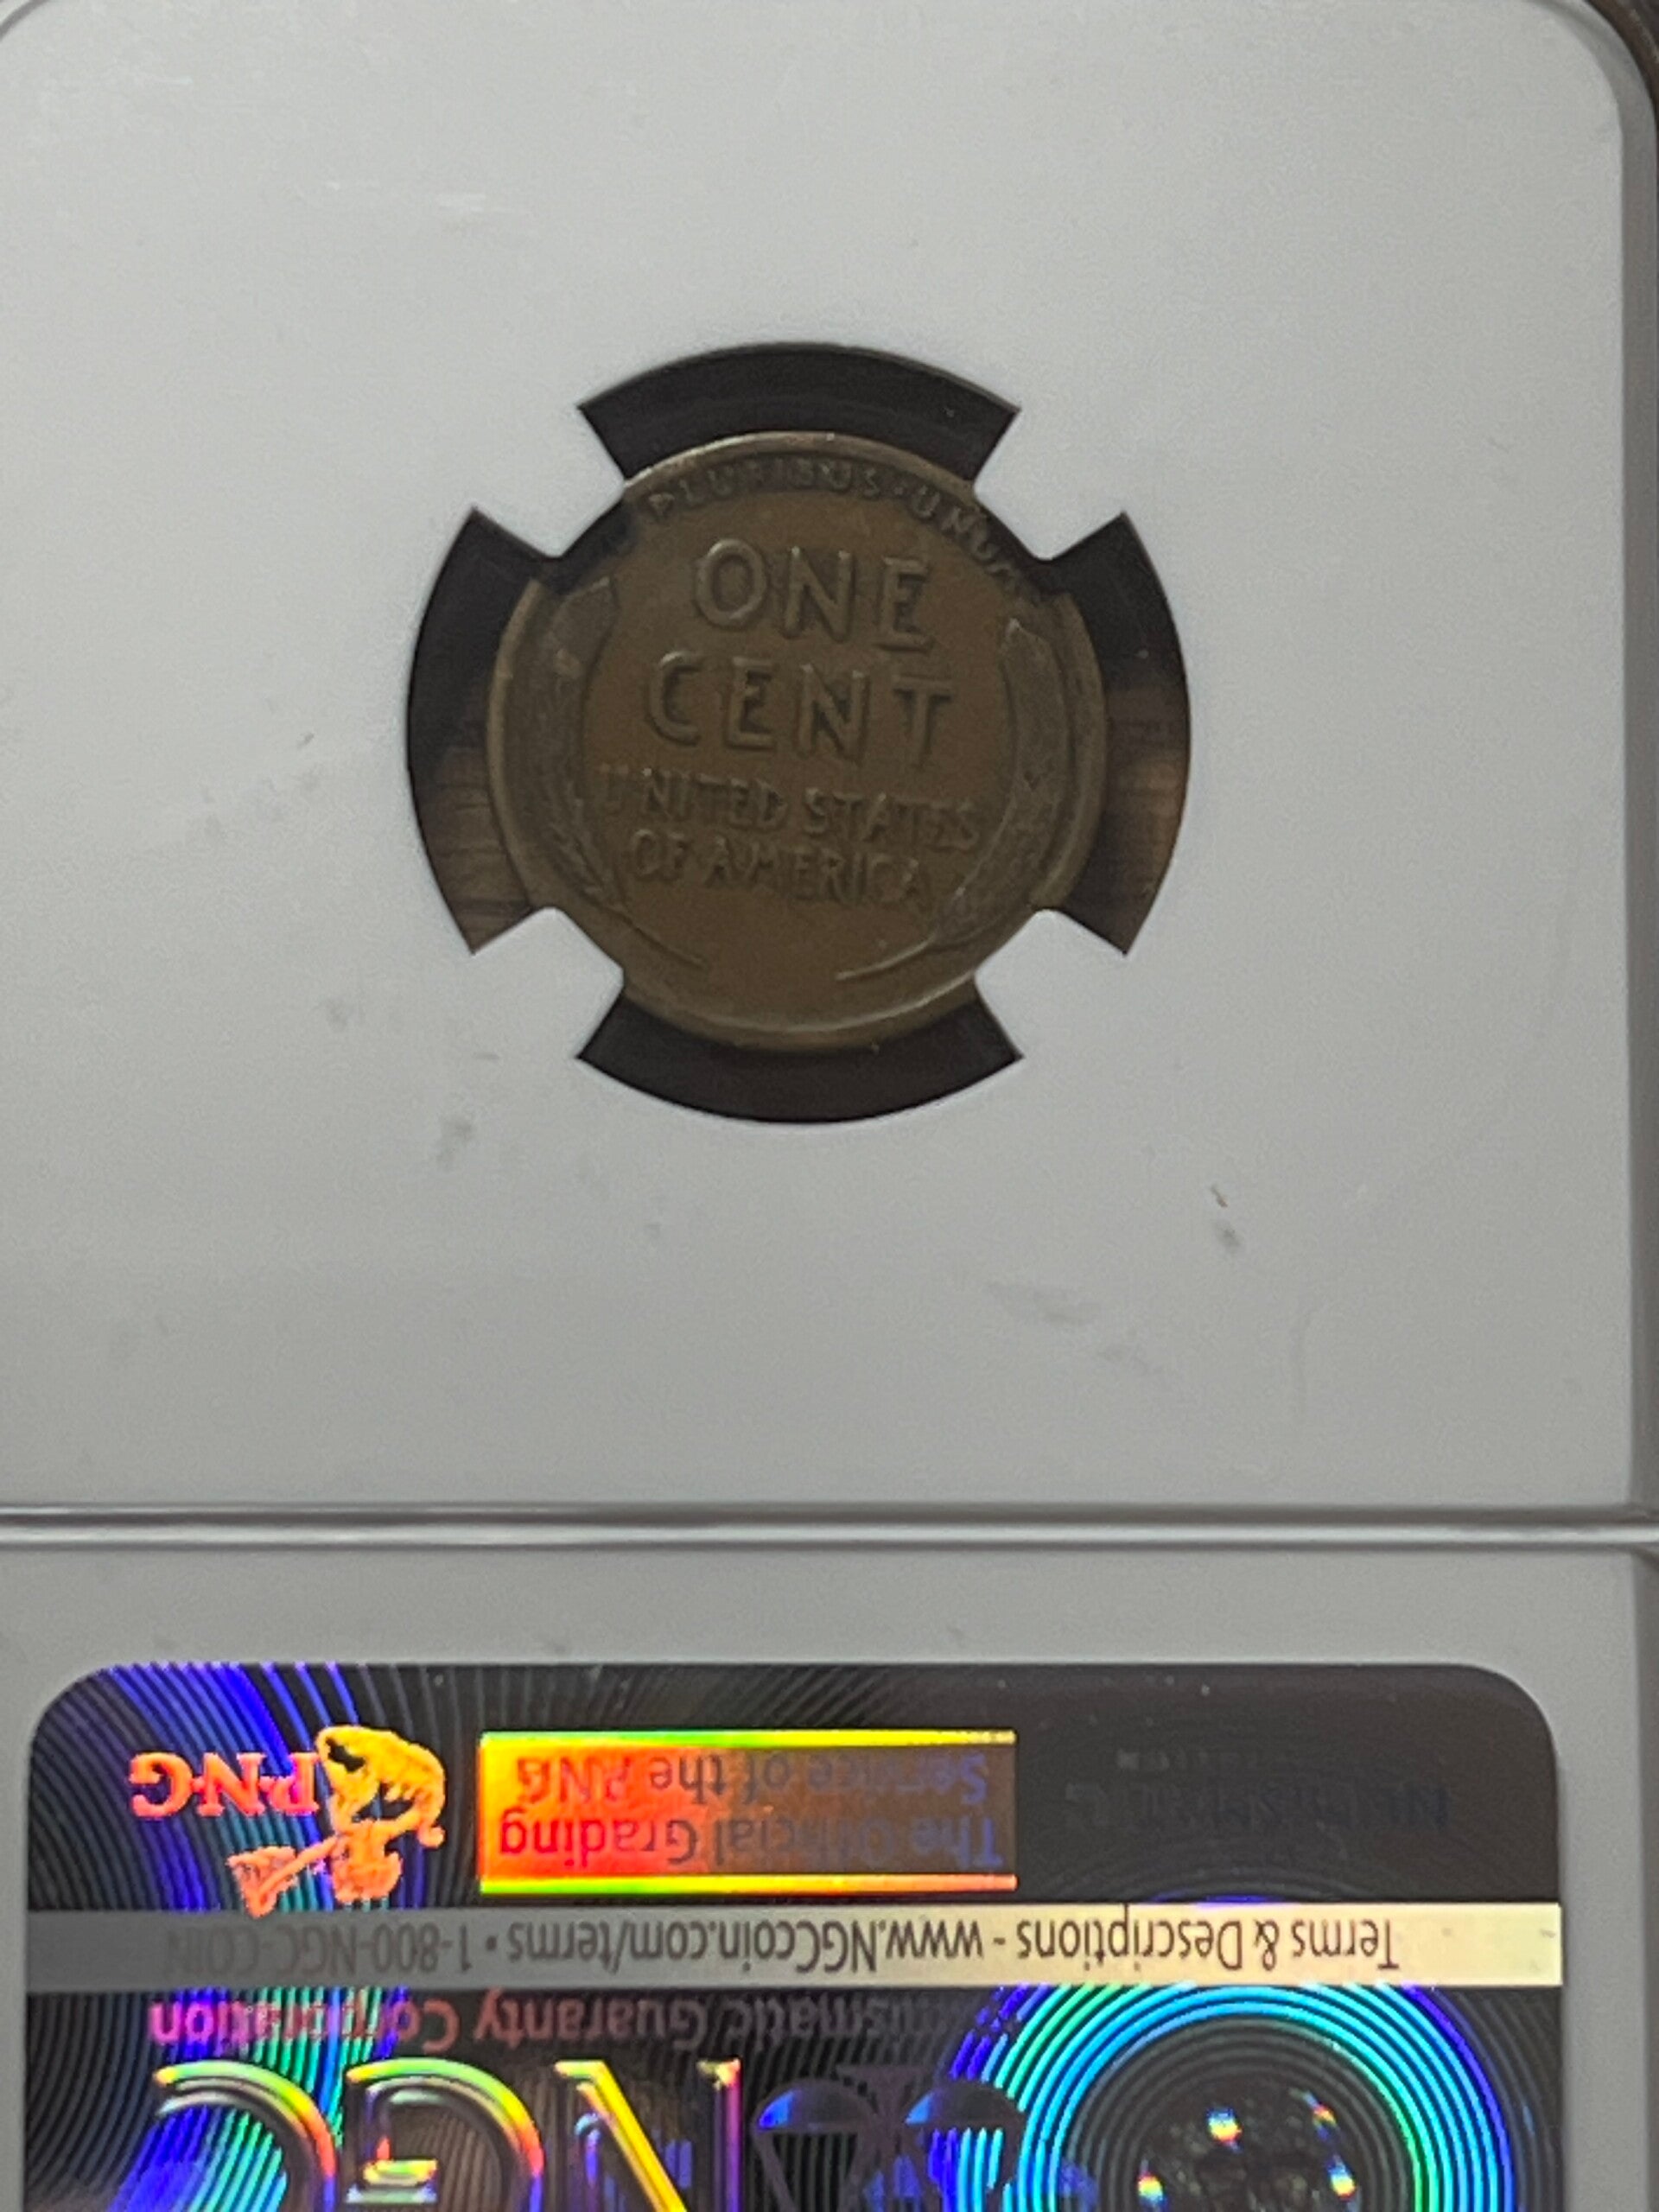 PLURIBUS·UNUM
ONE
CENT
UNITED STATES
OF AMERICA
PNG
The Official Grading
Service of the PNG
Terms & Descriptions - www.NGCcoin.com/terms • 1-800-NGC-COIN
Guaranty Corporation
NGC